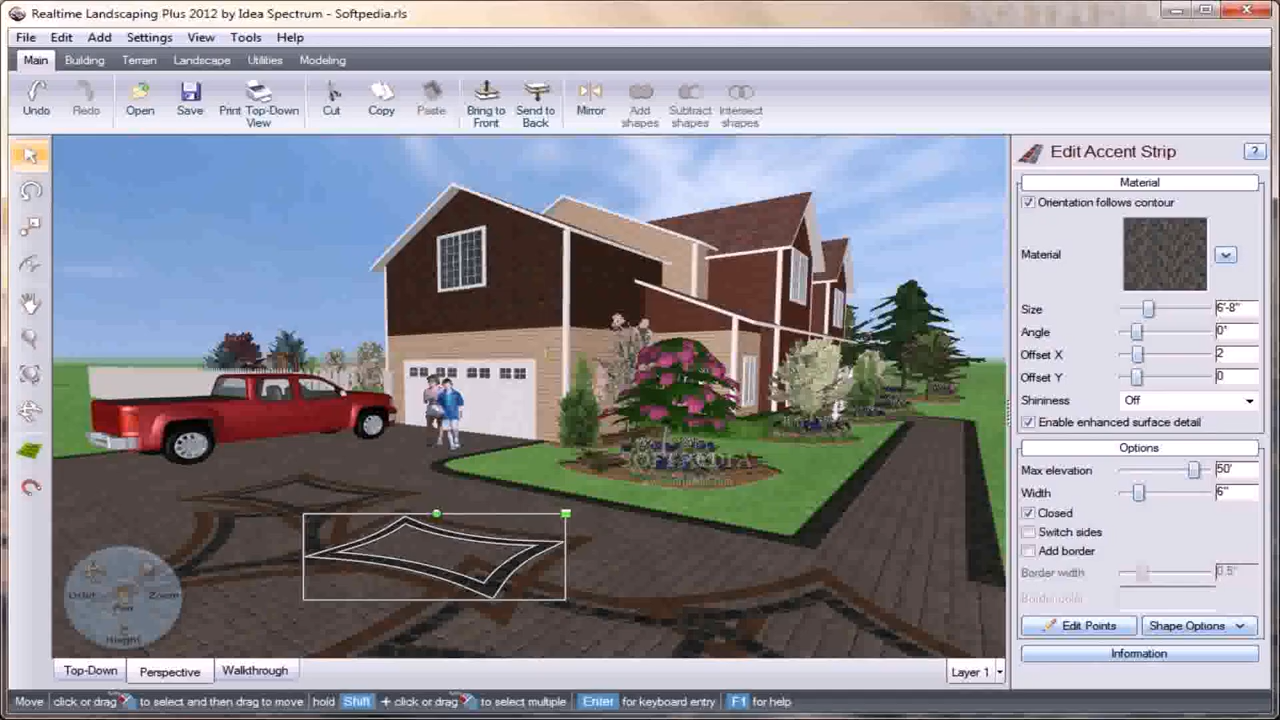 Realtime Landscaping Plus 2012 by Idea Spectrum - Softpedia.rls
File Edit Add Settings View Tools Help
Main Building Terrain Landscape Utilities Modeling
Undo Redo Open Save Print Top-Down View Cut Copy Paste Bring to Front Send to Back Mirror Add shapes Subtract shapes Intersect shapes
Edit Accent Strip ?
Material
Orientation follows contour
Material
Size 6'-8"
Angle 0°
Offset X 2
Offset Y 0
Shininess Off
Enable enhanced surface detail
Options
Max elevation 50'
Width 6"
Closed
Switch sides
Add border
Border width 0.5"
Border color
Edit Points Shape Options
Information
SOFTPEDIA
Orbit Pan Zoom
Height
Top-Down Perspective Walkthrough Layer 1
Move click or drag to select and then drag to move hold Shift + click or drag to select multiple Enter for keyboard entry F1 for help